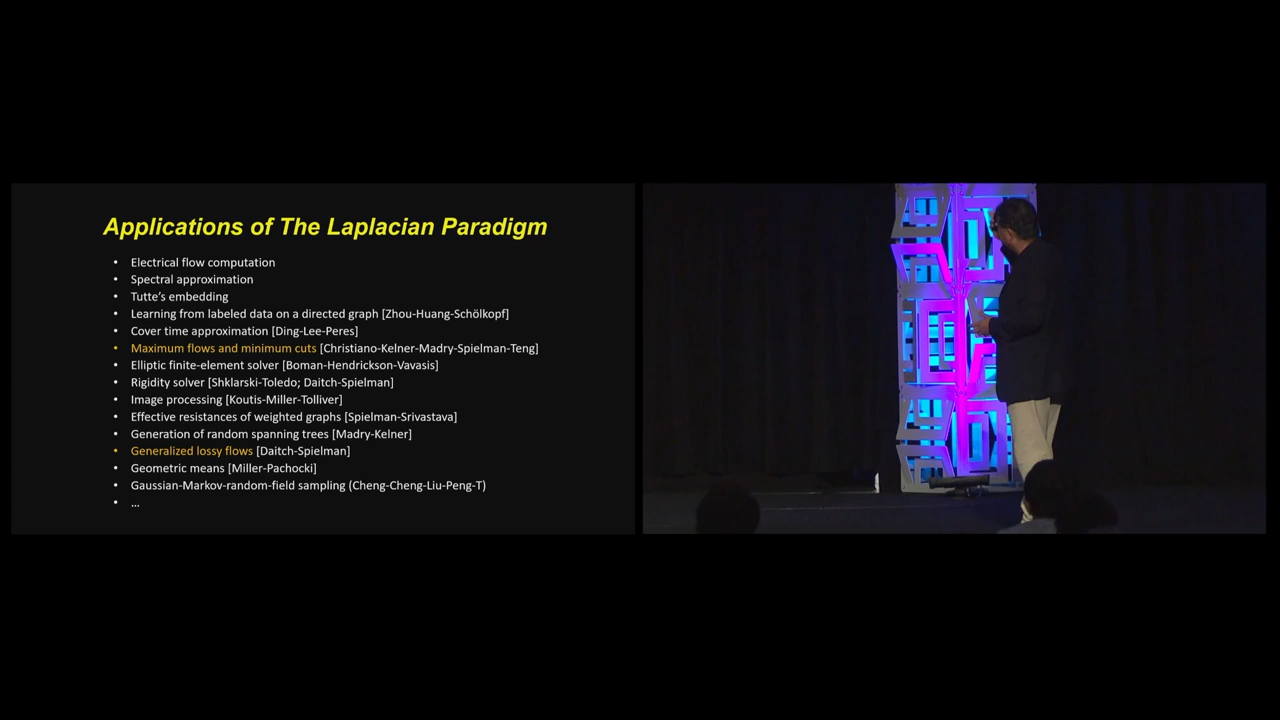 Applications of The Laplacian Paradigm
• Electrical flow computation
• Spectral approximation
• Tutte’s embedding
• Learning from labeled data on a directed graph [Zhou-Huang-Schölkopf]
• Cover time approximation [Ding-Lee-Peres]
• Maximum flows and minimum cuts [Christiano-Kelner-Madry-Spielman-Teng]
• Elliptic finite-element solver [Boman-Hendrickson-Vavasis]
• Rigidity solver [Shklarski-Toledo; Daitch-Spielman]
• Image processing [Koutis-Miller-Tolliver]
• Effective resistances of weighted graphs [Spielman-Srivastava]
• Generation of random spanning trees [Madry-Kelner]
• Generalized lossy flows [Daitch-Spielman]
• Geometric means [Miller-Pachocki]
• Gaussian-Markov-random-field sampling (Cheng-Cheng-Liu-Peng-T)
• …